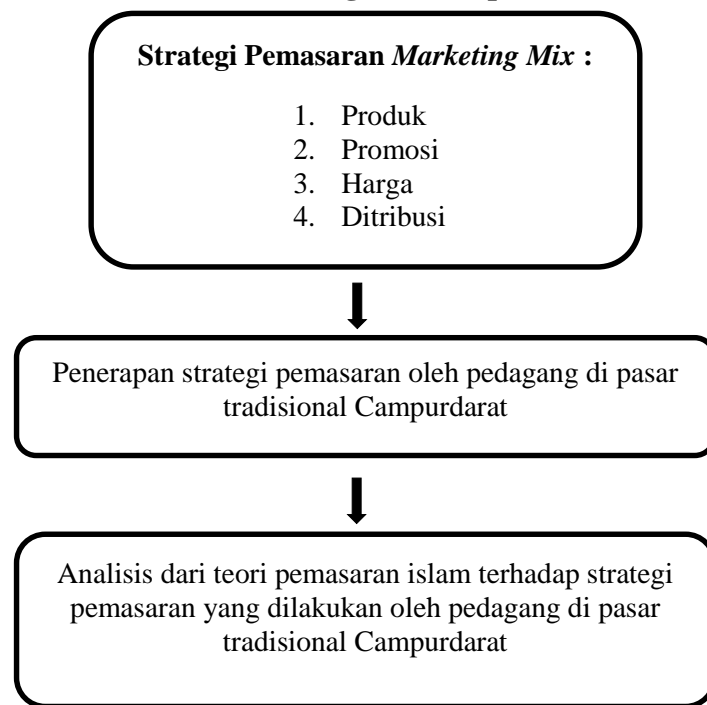 Strategi Pemasaran Marketing Mix :
1. Produk
2. Promosi
3. Harga
4. Ditribusi
Penerapan strategi pemasaran oleh pedagang di pasar
tradisional Campurdarat
Analisis dari teori pemasaran islam terhadap strategi
pemasaran yang dilakukan oleh pedagang di pasar
tradisional Campurdarat